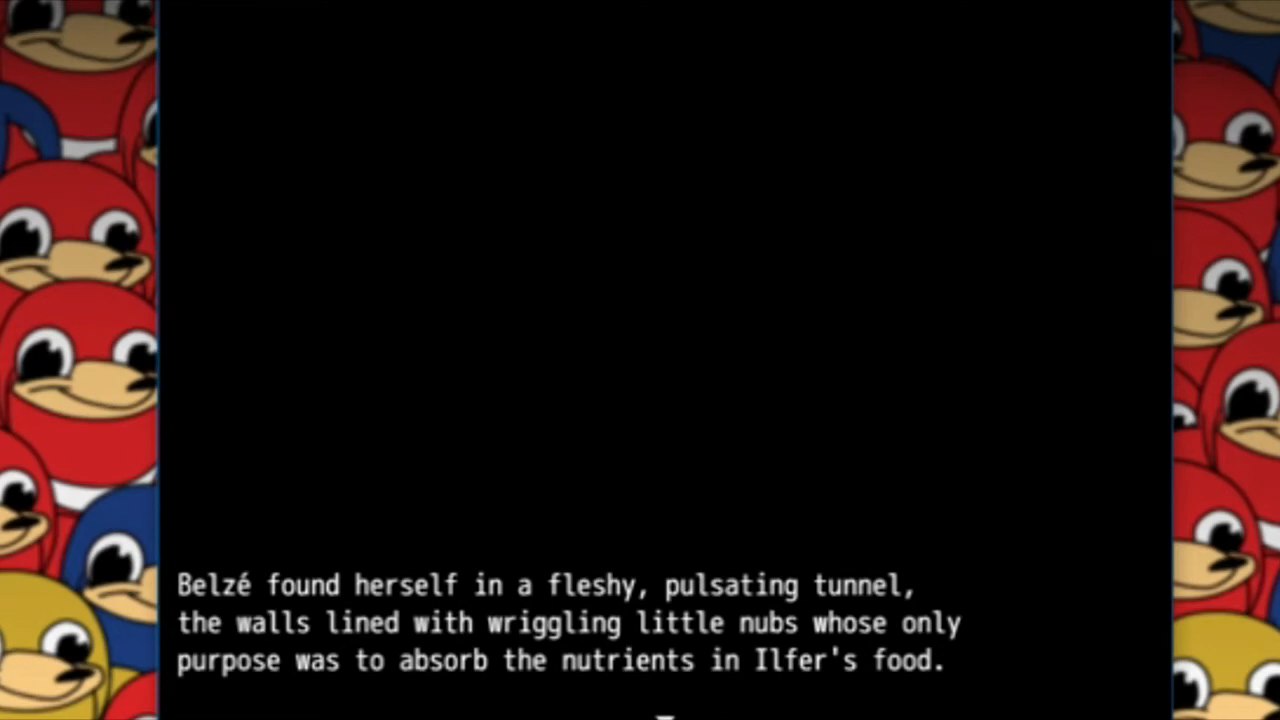 Belzé found herself in a fleshy, pulsating tunnel,
the walls lined with wriggling little nubs whose only
purpose was to absorb the nutrients in Ilfer's food.